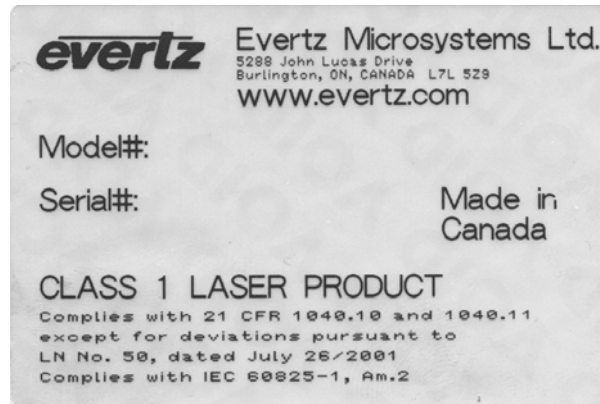 evertz
Evertz Microsystems Ltd.
5288 John Lucas Drive
Burlington, ON, CANADA L7L 5Z9
www.evertz.com
Model#:
Serial#:
Made in
Canada
CLASS 1 LASER PRODUCT
Complies with 21 CFR 1040.10 and 1040.11
except for deviations pursuant to
LN No. 50, dated July 26/2001
Complies with IEC 60825-1, Am.2